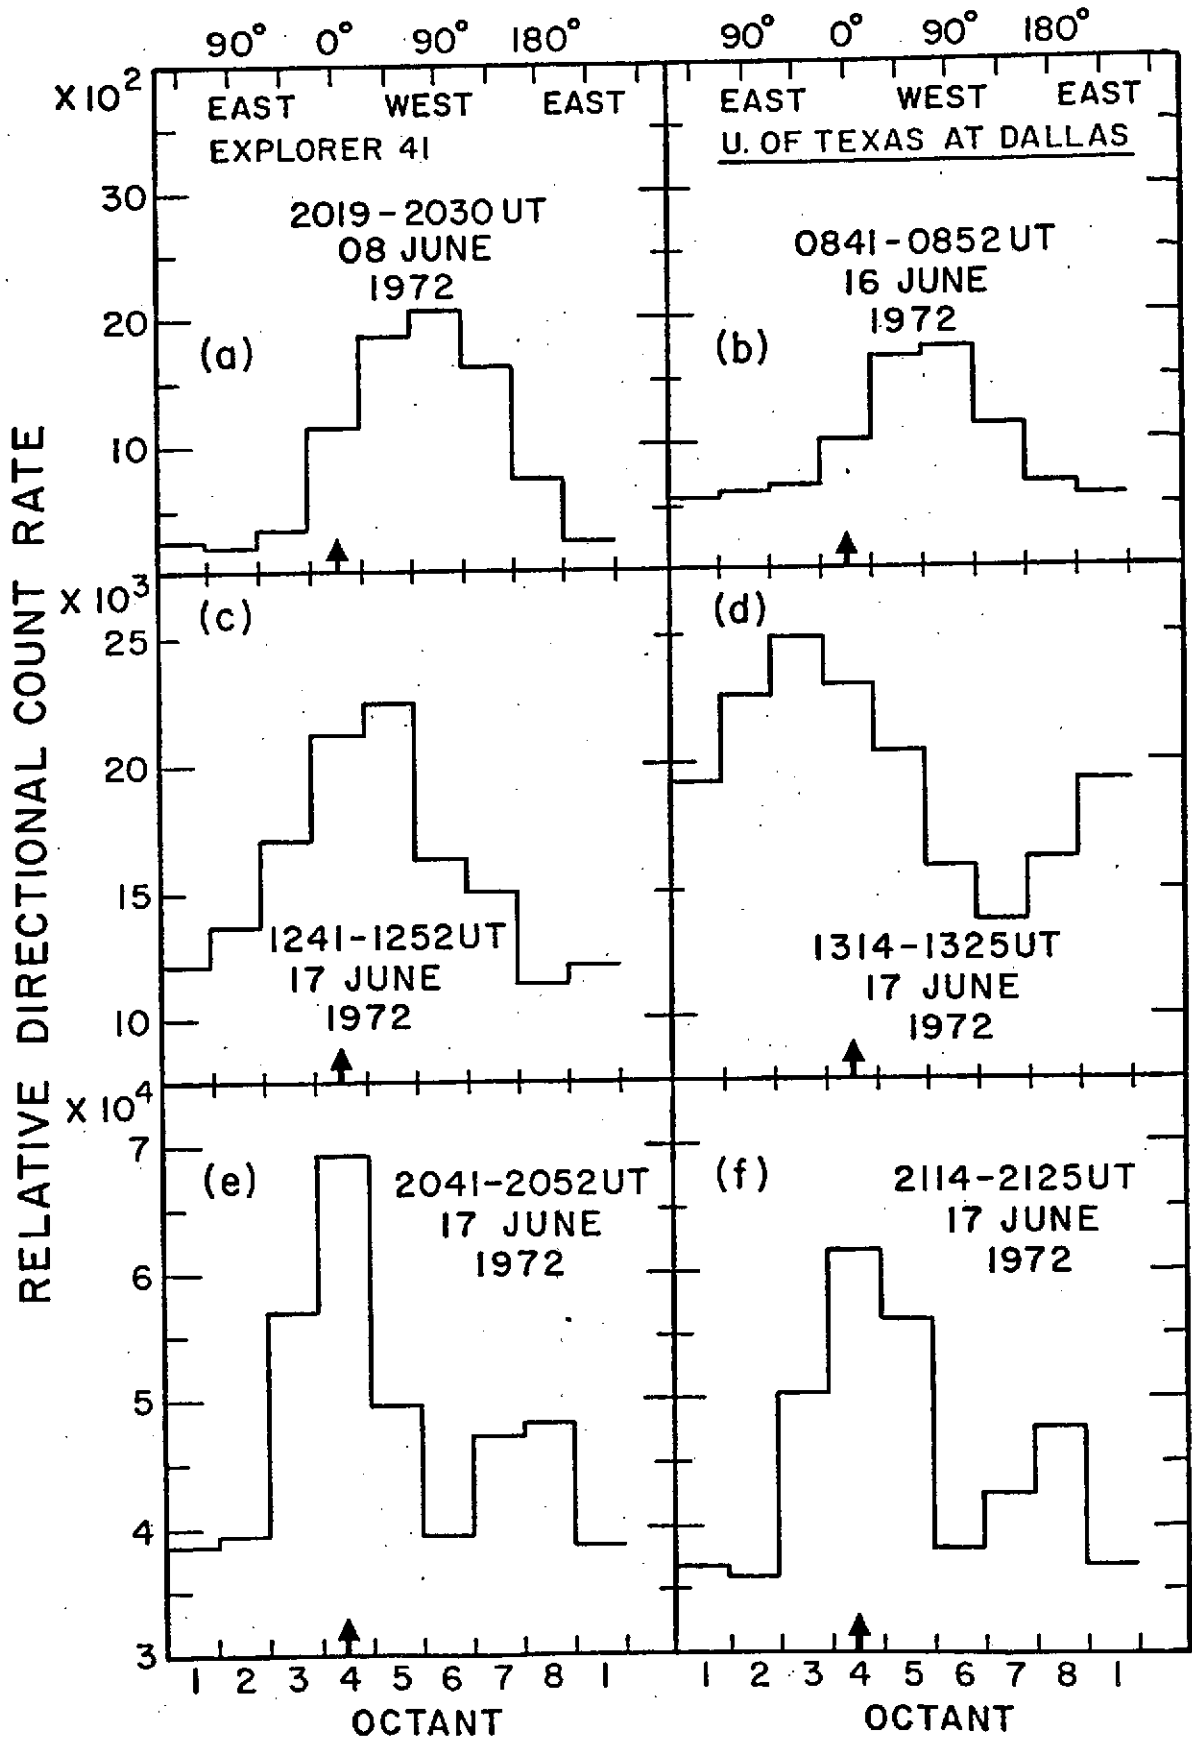 90° 0° 90° 180° 90° 0° 90° 180°
X 10²
EAST WEST EAST EAST WEST EAST
EXPLORER 41
U. OF TEXAS AT DALLAS
30
2019-2030 UT
08 JUNE
1972
0841-0852 UT
16 JUNE
1972
20
(a)
(b)
10
RELATIVE DIRECTIONAL COUNT RATE
X 10³
(c)
(d)
25
20
15
1241-1252 UT
17 JUNE
1972
1314-1325 UT
17 JUNE
1972
10
X 10⁴
7
(e)
2041-2052 UT
17 JUNE
1972
(f)
2114-2125 UT
17 JUNE
1972
6
5
4
3
1 2 3 4 5 6 7 8 1 1 2 3 4 5 6 7 8 1
OCTANT OCTANT